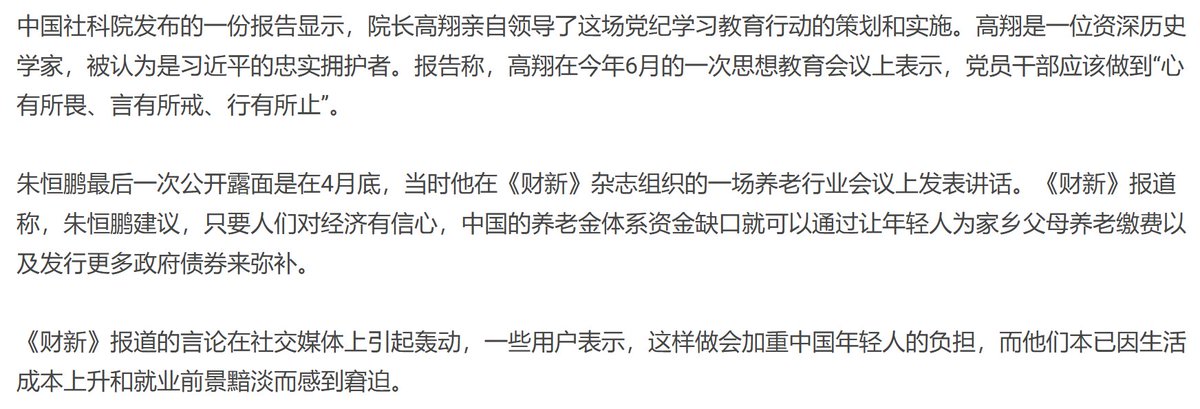 中国社科院发布的一份报告显示，院长高翔亲自领导了这场党纪学习教育行动的策划和实施。高翔是一位资深历史
学家，被认为是习近平的忠实拥护者。报告称，高翔在今年6月的一次思想教育会议上表示，党员干部应该做到“心
有所畏、言有所戒、行有所止”。
朱恒鹏最后一次公开露面是在4月底，当时他在《财新》杂志组织的一场养老行业会议上发表讲话。《财新》报道
称，朱恒鹏建议，只要人们对经济有信心，中国的养老金体系资金缺口就可以通过让年轻人为家乡父母养老缴费以
及发行更多政府债券来弥补。
《财新》报道的言论在社交媒体上引起轰动，一些用户表示，这样做会加重中国年轻人的负担，而他们本已因生活
成本上升和就业前景黯淡而感到窘迫。